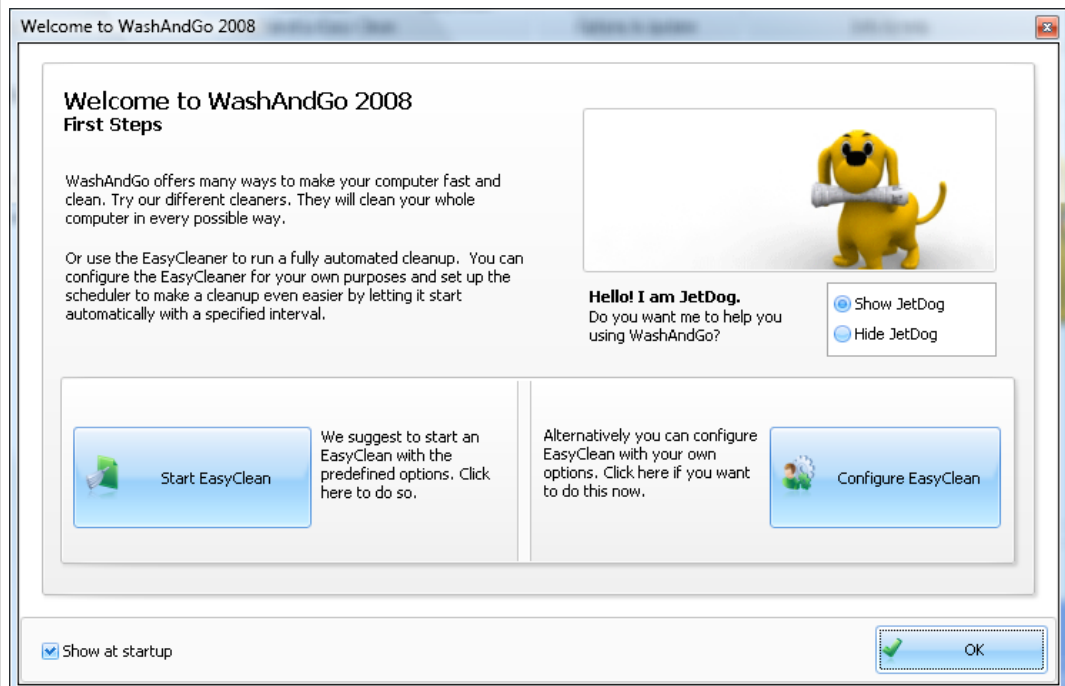 Welcome to WashAndGo 2008
Welcome to WashAndGo 2008
First Steps
WashAndGo offers many ways to make your computer fast and
clean. Try our different cleaners. They will clean your whole
computer in every possible way.
Or use the EasyCleaner to run a fully automated cleanup. You can
configure the EasyCleaner for your own purposes and set up the
scheduler to make a cleanup even easier by letting it start
automatically with a specified interval.
Hello! I am JetDog.
Do you want me to help you
using WashAndGo?
Show JetDog
Hide JetDog
Start EasyClean
We suggest to start an
EasyClean with the
predefined options. Click
here to do so.
Alternatively you can configure
EasyClean with your own
options. Click here if you want
to do this now.
Configure EasyClean
Show at startup
OK